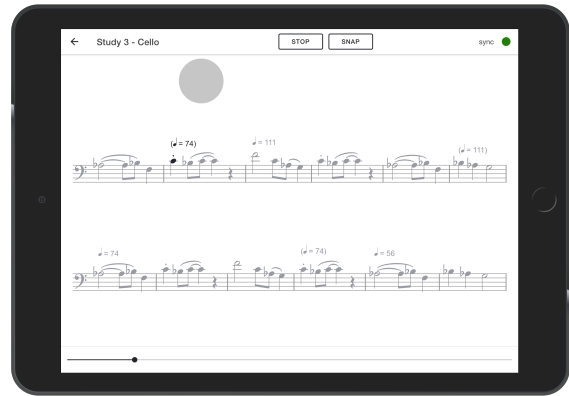 Study 3 - Cello
STOP
SNAP
sync
(♩= 74)
♩= 111
(♩= 111)
♩= 74
(♩= 74)
♩= 56